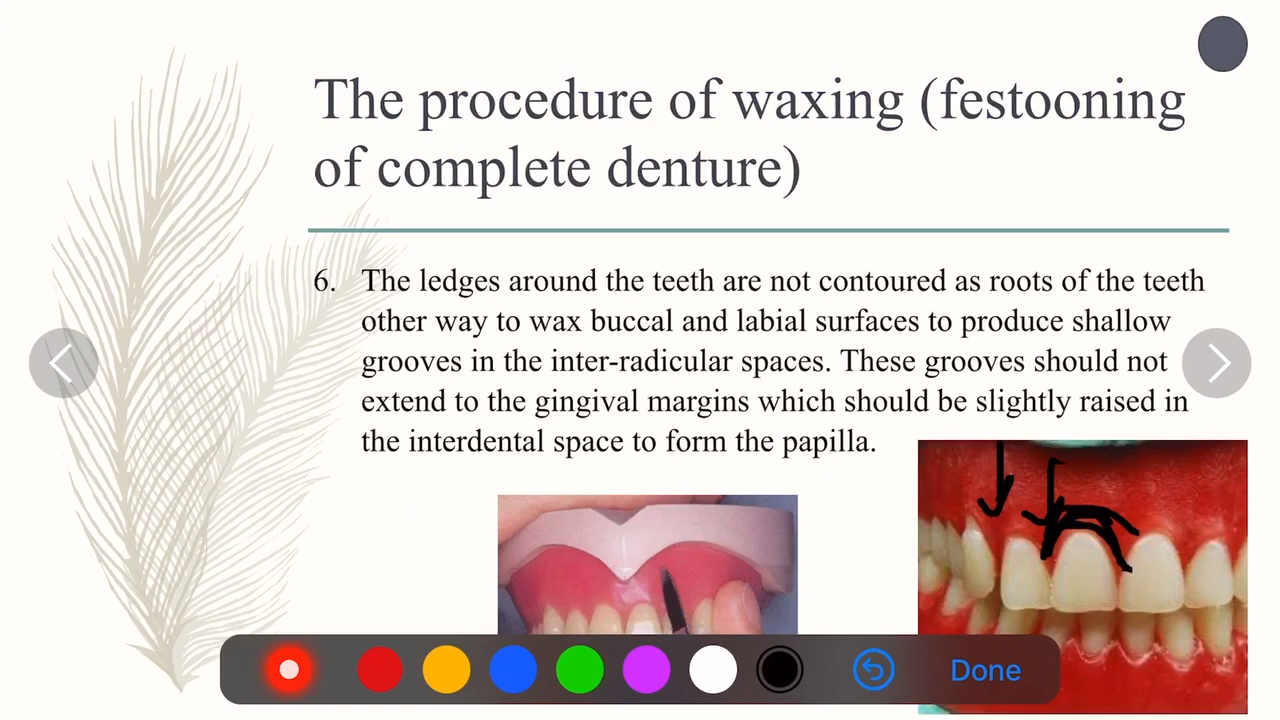 The procedure of waxing (festooning
of complete denture)
6. The ledges around the teeth are not contoured as roots of the teeth
other way to wax buccal and labial surfaces to produce shallow
grooves in the inter-radicular spaces. These grooves should not
extend to the gingival margins which should be slightly raised in
the interdental space to form the papilla.
Done